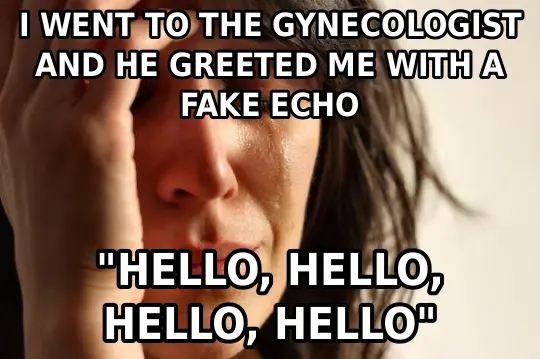 I WENT TO THE GYNECOLOGIST
AND HE GREETED ME WITH A
FAKE ECHO
"HELLO, HELLO,
HELLO, HELLO"